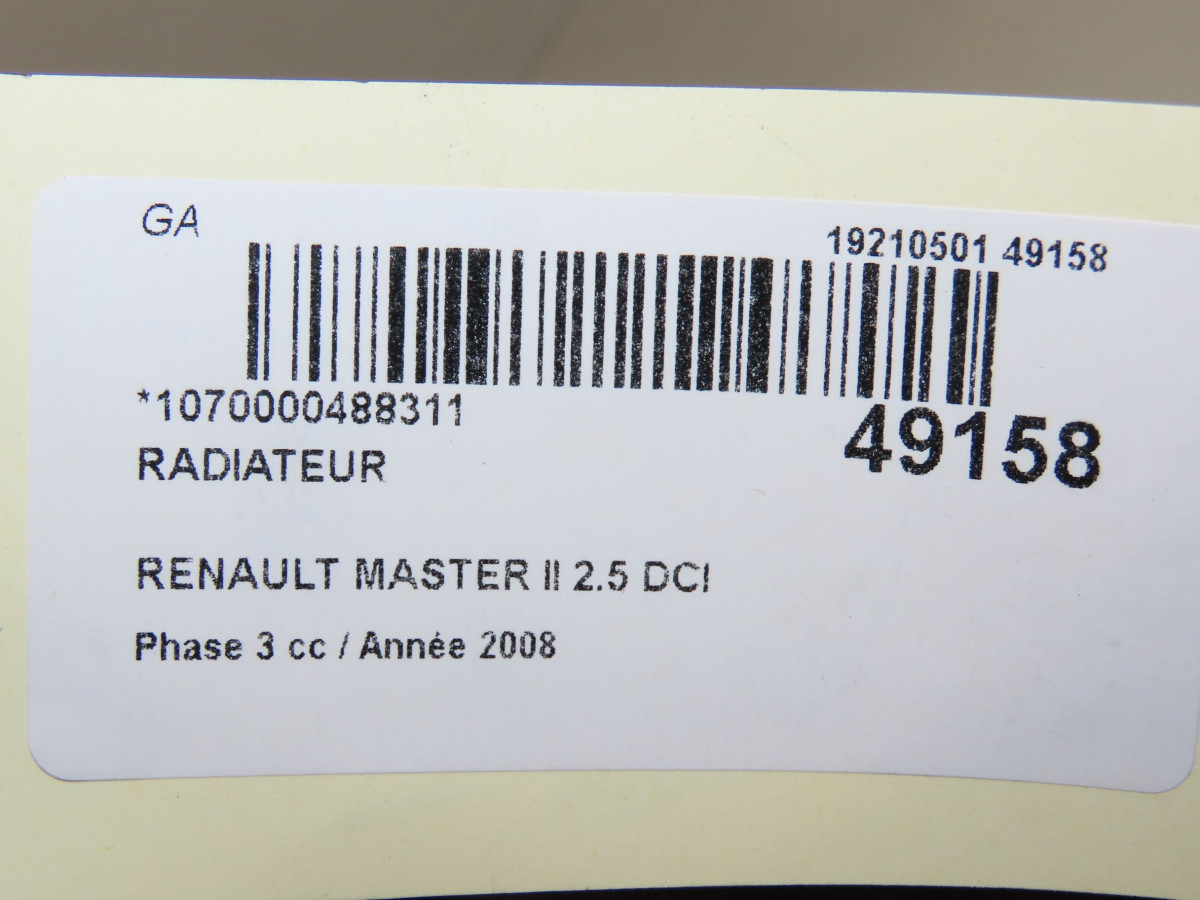 GA
19210501 49158
*1070000488311
49158
RADIATEUR
RENAULT MASTER II 2.5 DCI
Phase 3 cc / Année 2008